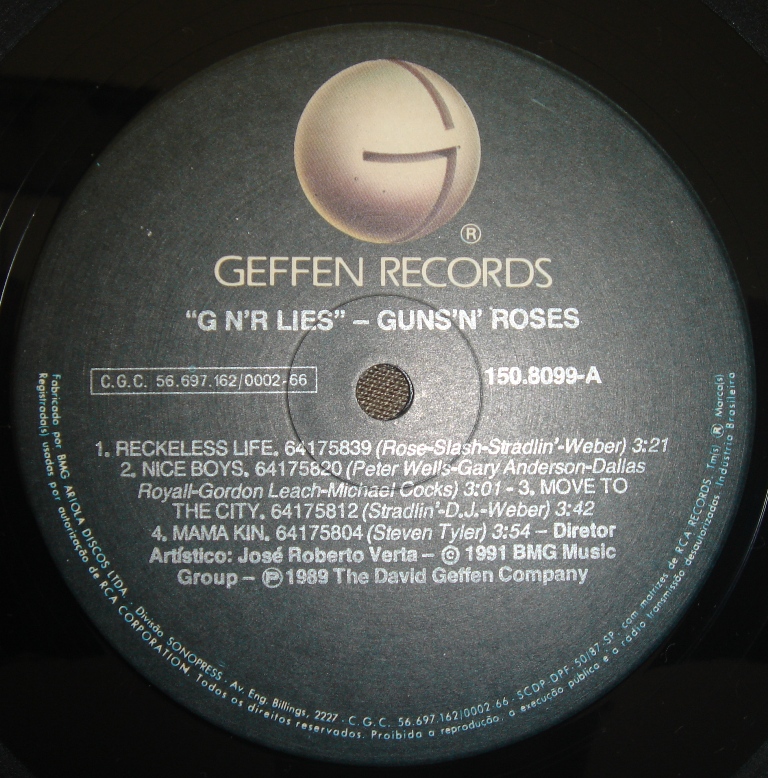 ®
GEFFEN RECORDS
“G N'R LIES” – GUNS'N' ROSES
C.G.C. 56.697.162/0002-66
150.8099-A
1. RECKELESS LIFE. 64175839 (Rose-Slash-Stradlin'-Weber) 3:21
2. NICE BOYS. 64175820 (Peter Wells-Gary Anderson-Dallas
Royall-Gordon Leach-Michael Cocks) 3:01 - 3. MOVE TO
THE CITY. 64175812 (Stradlin'-D.J.-Weber) 3:42
4. MAMA KIN. 64175804 (Steven Tyler) 3:54 – Diretor
Artístico: José Roberto Verta – © 1991 BMG Music
Group – ℗ 1989 The David Geffen Company
Fabricado por BMG ARIOLA DISCOS LTDA. - Divisão SONOPRESS - Av. Eng. Billings, 2227 - C.G.C. 56.697.162/0002-66 - SCDP-DPF-50/87-SP, com matrizes de RCA RECORDS. Tm(s) ® Marca(s)
Registrada(s) usadas por autorização de RCA CORPORATION. Todos os direitos reservados. Proibida a reprodução, a execução pública e a rádio transmissão desautorizadas. Indústria Brasileira